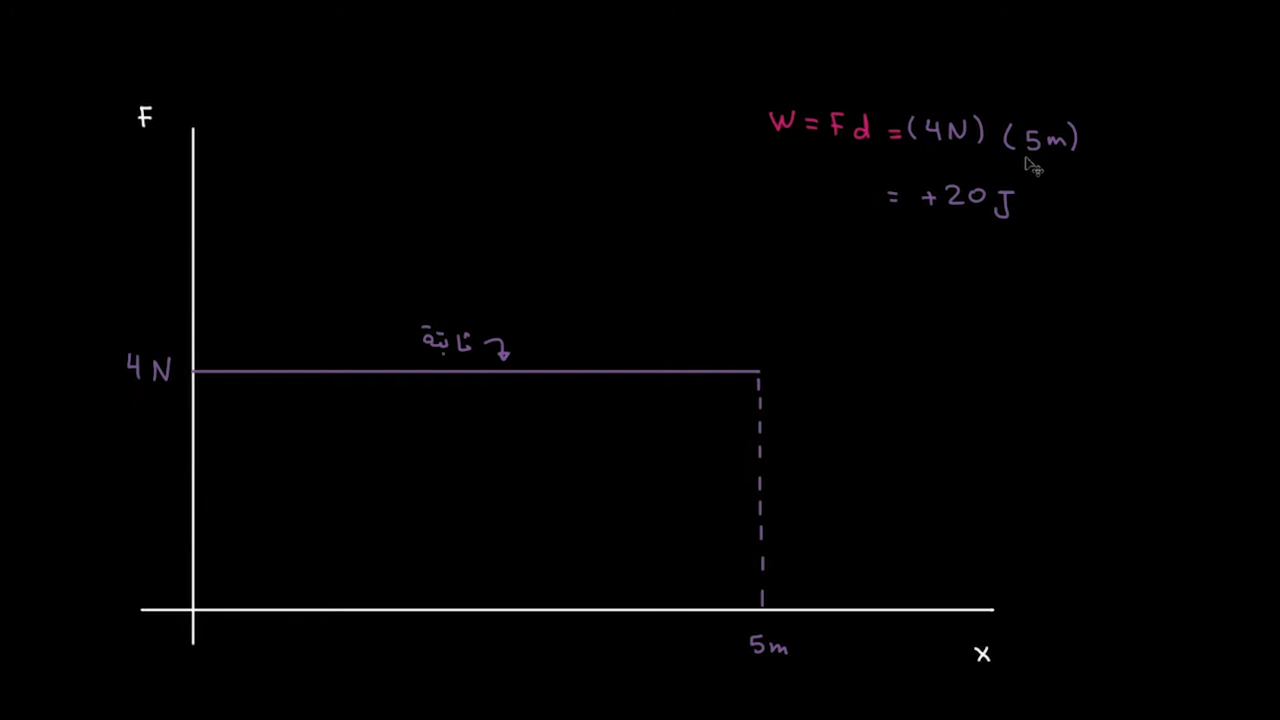 F
W = Fd = (4N) (5m)
= +20 J
ثابتة
4 N
5m
x